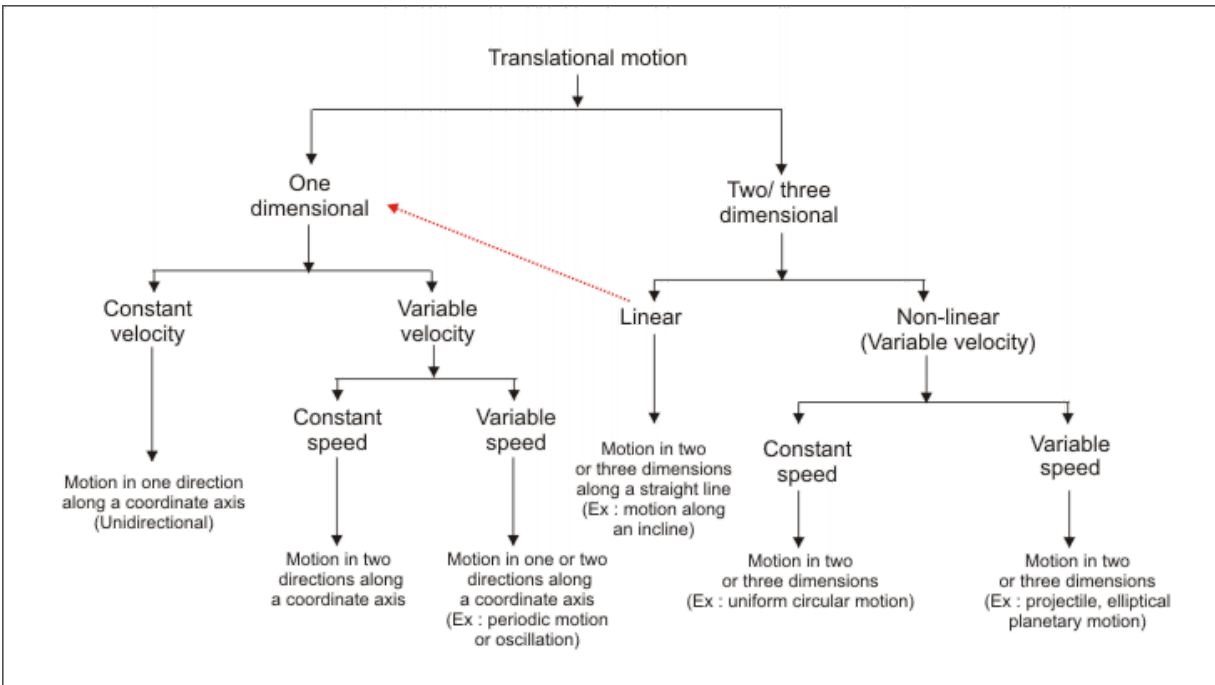 Translational motion
One
dimensional
Two/ three
dimensional
Constant
velocity
Variable
velocity
Linear
Non-linear
(Variable velocity)
Constant
speed
Variable
speed
Constant
speed
Variable
speed
Motion in one direction
along a coordinate axis
(Unidirectional)
Motion in two
directions along
a coordinate axis
Motion in one or two
directions along
a coordinate axis
(Ex : periodic motion
or oscillation)
Motion in two
or three dimensions
along a straight line
(Ex : motion along
an incline)
Motion in two
or three dimensions
(Ex : uniform circular motion)
Motion in two
or three dimensions
(Ex : projectile, elliptical
planetary motion)